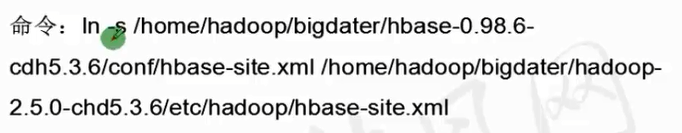 命令：ln -s /home/hadoop/bigdater/hbase-0.98.6-
cdh5.3.6/conf/hbase-site.xml /home/hadoop/bigdater/hadoop-
2.5.0-chd5.3.6/etc/hadoop/hbase-site.xml